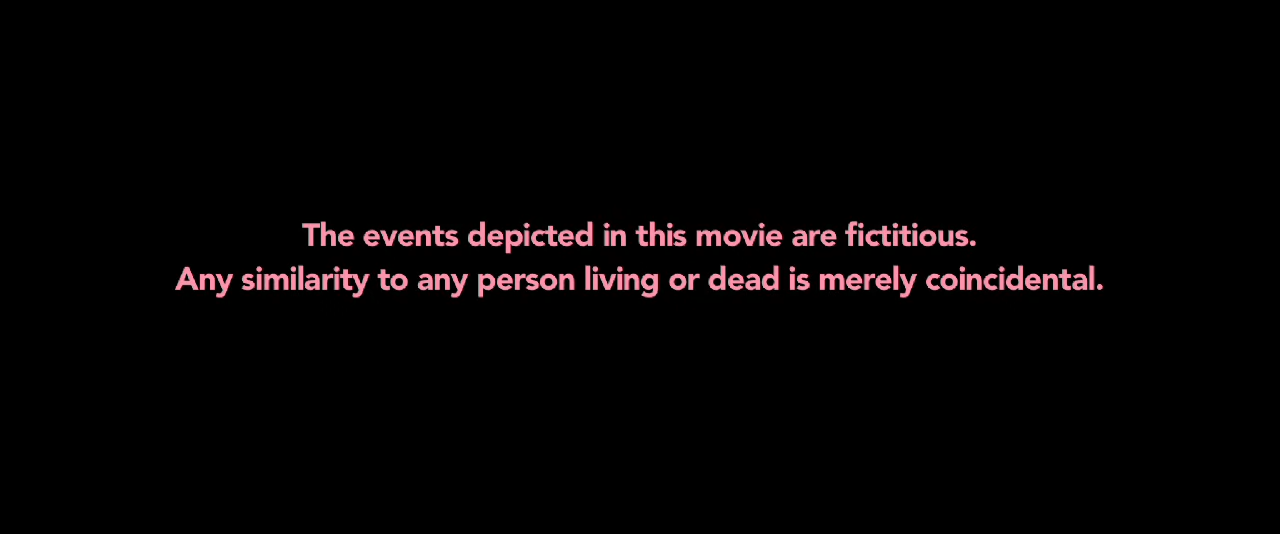 The events depicted in this movie are fictitious.
Any similarity to any person living or dead is merely coincidental.